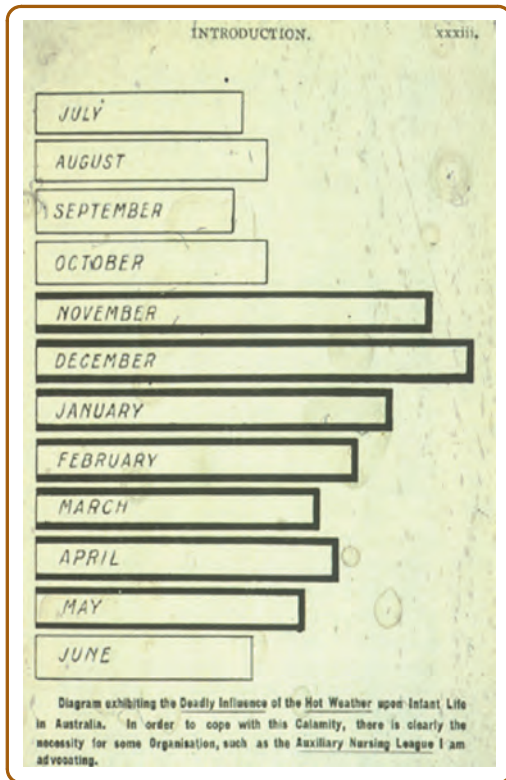 INTRODUCTION. xxxiii.
JULY
AUGUST
SEPTEMBER
OCTOBER
NOVEMBER
DECEMBER
JANUARY
FEBRUARY
MARCH
APRIL
MAY
JUNE
Diagram exhibiting the Deadly Influence of the Hot Weather upon Infant Life
in Australia. In order to cope with this Calamity, there is clearly the
necessity for some Organisation, such as the Auxiliary Nursing League I am
advocating.